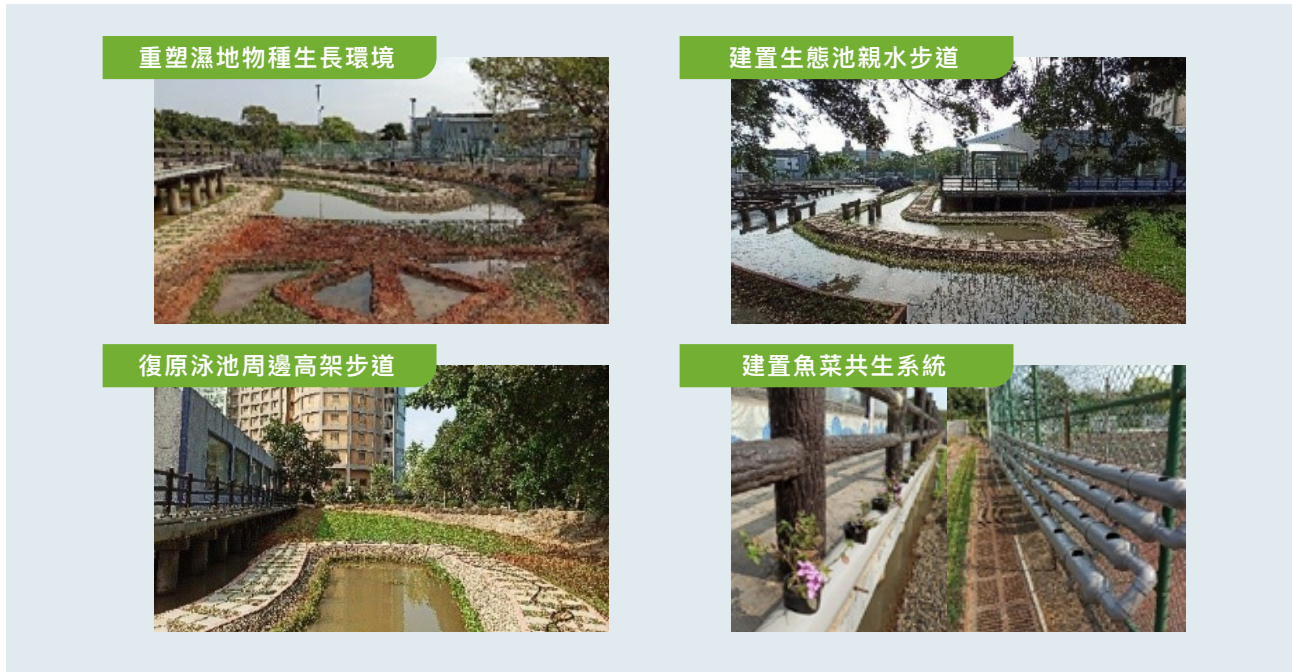 重塑濕地物種生長環境
建置生態池親水步道
復原泳池周邊高架步道
建置魚菜共生系統